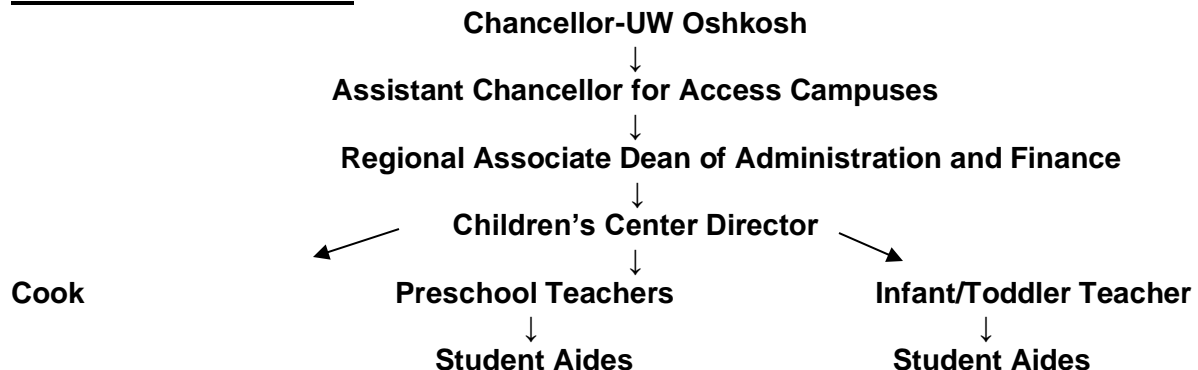 Chancellor-UW Oshkosh
↓
Assistant Chancellor for Access Campuses
↓
Regional Associate Dean of Administration and Finance
↓
Children’s Center Director
↓
Cook Preschool Teachers Infant/Toddler Teacher
↓ ↓
Student Aides Student Aides